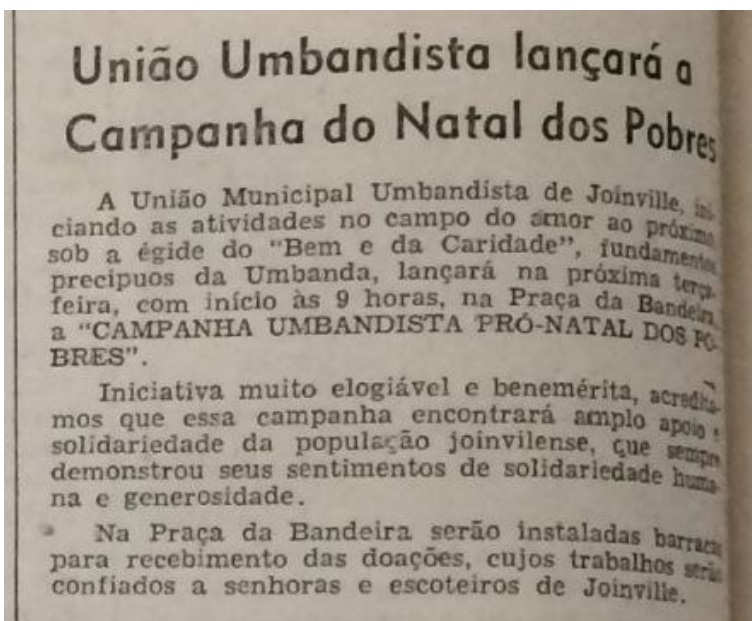 União Umbandista lançará a
Campanha do Natal dos Pobres
A União Municipal Umbandista de Joinville, ini-
ciando as atividades no campo do amor ao próximo
sob a égide do "Bem e da Caridade", fundamentos
precipuos da Umbanda, lançará na próxima terça-
feira, com início às 9 horas, na Praça da Bandeira,
a "CAMPANHA UMBANDISTA PRÓ-NATAL DOS PO-
BRES".
Iniciativa muito elogiável e benemérita, acredita-
mos que essa campanha encontrará amplo apoio e
solidariedade da população joinvilense, que sempre
demonstrou seus sentimentos de solidariedade huma-
na e generosidade.
Na Praça da Bandeira serão instaladas barracas
para recebimento das doações, cujos trabalhos serão
confiados a senhoras e escoteiros de Joinville.